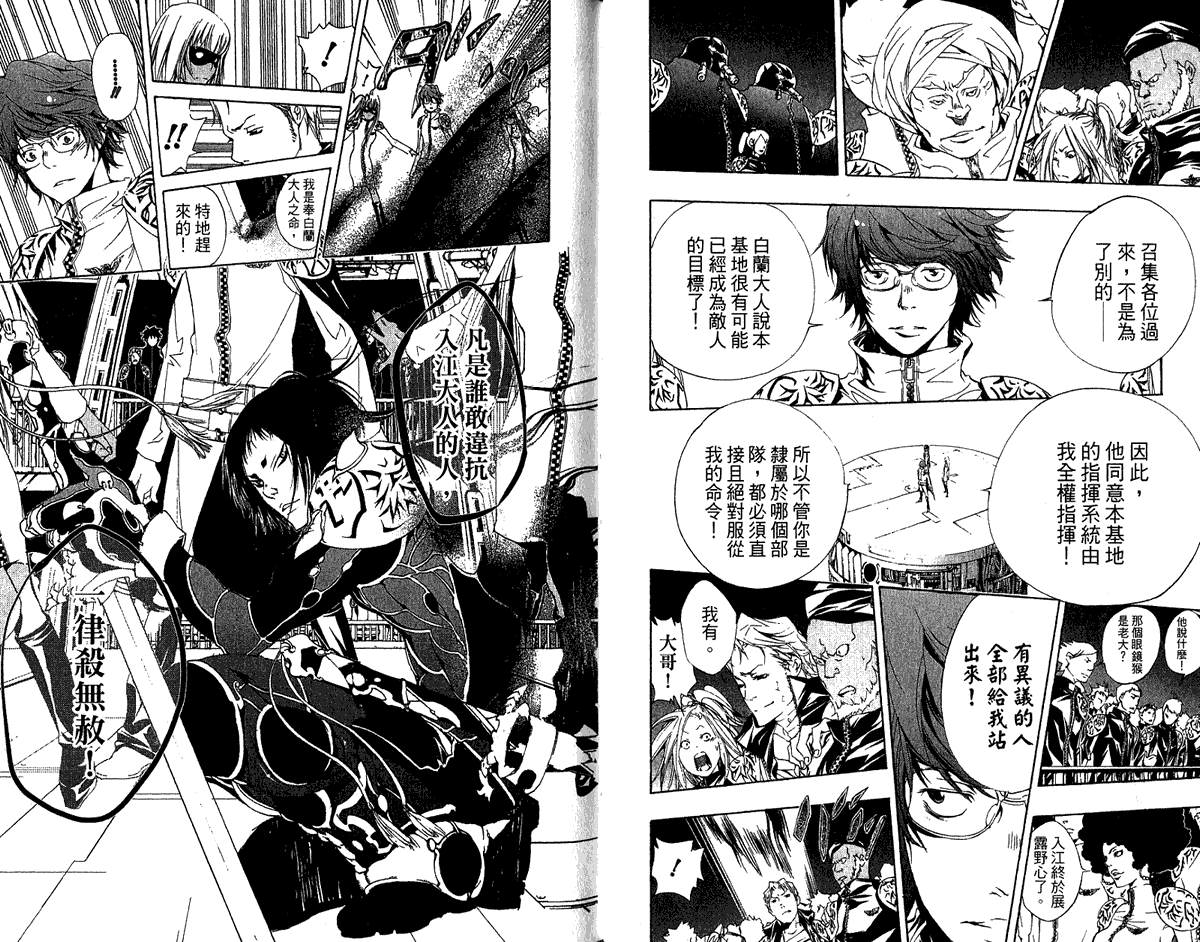 召集各位過
來，不是為
了別的——
白蘭大人說本
基地很有可能
已經成為敵人
的目標了！
因此，
他同意本基地
的指揮系統由
我全權指揮！
所以不管你是
隸屬於哪個部
隊，都必須直
接且絕對服從
我的命令！
他說什麼！
那個眼鏡猴
是老大？
有異議的人
全部給我站
出來！
我有。
大哥！
入江終於展
露野心了。
！
！
！
……!!
!!
我是奉白蘭
大人之命，
特地趕
來的！
凡是誰敢違抗
入江大人的人，
一律殺無赦！